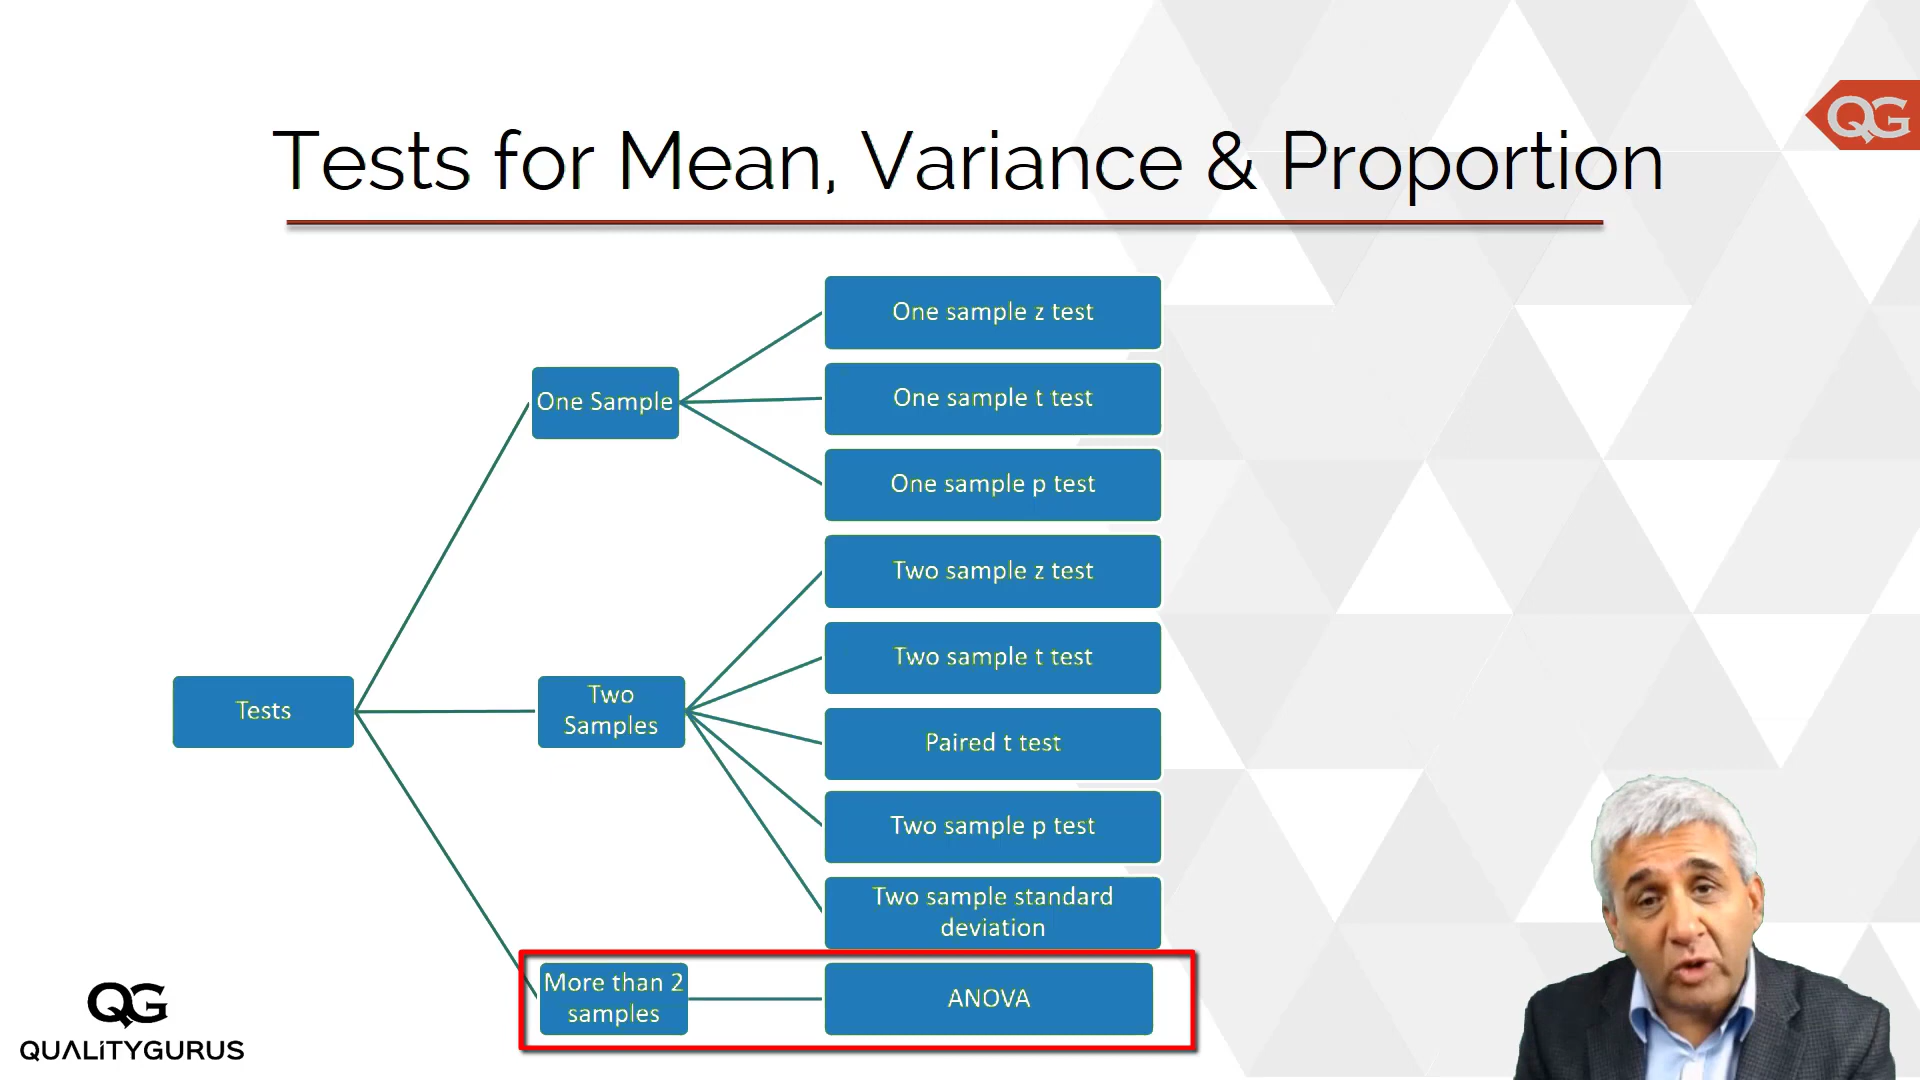 QG
Tests for Mean, Variance & Proportion
One sample z test
One Sample
One sample t test
One sample p test
Two sample z test
Two sample t test
Tests
Two
Samples
Paired t test
Two sample p test
Two sample standard
deviation
More than 2
samples
ANOVA
QG
QUALITYGURUS